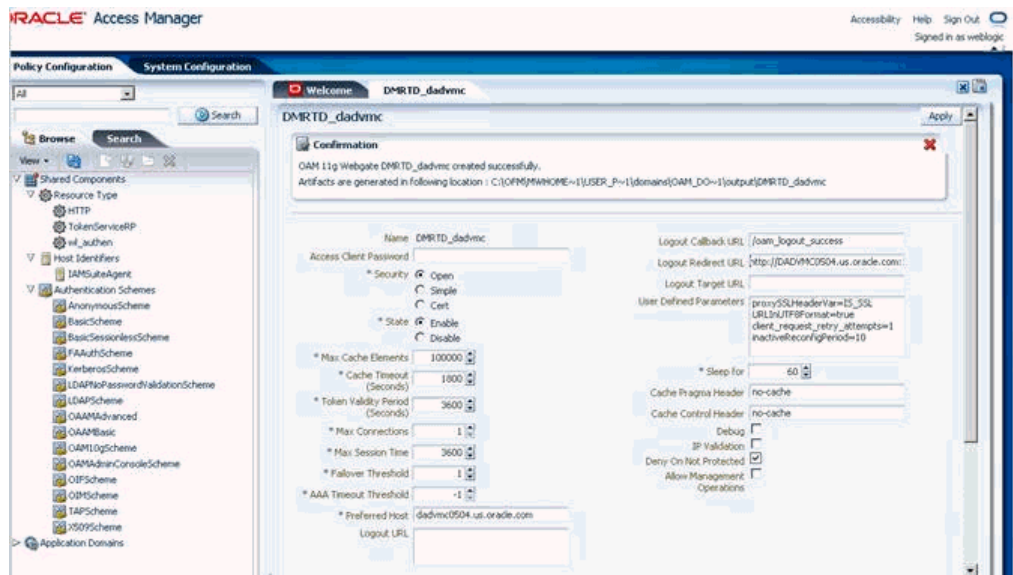 ORACLE Access Manager
Accessibility Help Sign Out
Signed in as weblogic
Policy Configuration System Configuration
All
Search
Browse Search
View
Shared Components
Resource Type
HTTP
TokenServiceRP
wl_authen
Host Identifiers
IAMSuiteAgent
Authentication Schemes
AnonymousScheme
BasicScheme
BasicSessionlessScheme
FAAuthScheme
KerberosScheme
LDAPNoPasswordValidationScheme
LDAPScheme
OAAMAdvanced
OAAMBasic
OAM10gScheme
OAMAdminConsoleScheme
OIFScheme
OIMScheme
TAPScheme
X509Scheme
Application Domains
Welcome DMRTD_dadvmc
DMRTD_dadvmc Apply
Confirmation
OAM 11g Webgate DMRTD_dadvmc created successfully.
Artifacts are generated in following location : C:\OFM\MWHOME~1\USER_P~1\domains\OAM_DO~1\output\DMRTD_dadvmc
Name DMRTD_dadvmc
Access Client Password
* Security Open
Simple
Cert
* State Enable
Disable
* Max Cache Elements 100000
* Cache Timeout (Seconds) 1800
* Token Validity Period (Seconds) 3600
* Max Connections 1
* Max Session Time 3600
* Failover Threshold 1
* AAA Timeout Threshold -1
* Preferred Host dadvmc0504.us.oracle.com
Logout URL
Logout Callback URL /oam_logout_success
Logout Redirect URL http://DADVMC0504.us.oracle.com:
Logout Target URL
User Defined Parameters proxySSLHeaderVar=IS_SSL
URLInUTF8Format=true
client_request_retry_attempts=1
inactiveReconfigPeriod=10
* Sleep for 60
Cache Pragma Header no-cache
Cache Control Header no-cache
Debug
IP Validation
Deny On Not Protected
Allow Management Operations